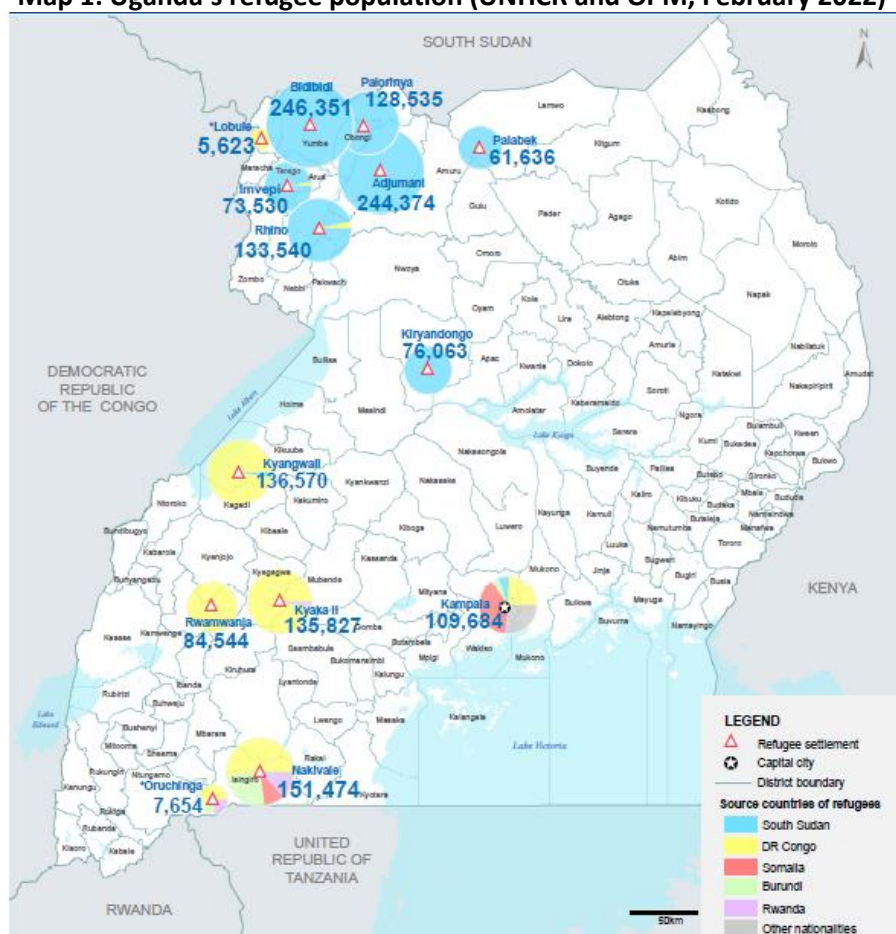 Map 1: Uganda's refugee population (UNHCR and OPM, February 2022)
SOUTH SUDAN
N
Bidibidi
246,351
Palorinya
128,535
*Lobule
5,623
Yumbe
Obongi
Lamwo
Kaabong
Palabek
61,636
Kitgum
Maracha
Terego
Arua
Adjumani
244,374
Amuru
Imvepi
73,530
Gulu
Pader
Agago
Kotido
Rhino
133,540
Moroto
Omoro
Abim
Nwoya
Zombo
Nebbi
Pakwach
Otuke
Napak
Kole
Oyam
Lira
Alebtong
Kapelebyong
Kiryandongo
76,063
Apac
Amuria
Nabilatuk
Buliisa
Kwania
Dokolo
Katakwi
Amudat
DEMOCRATIC
REPUBLIC
OF THE CONGO
Lake Albert
Hoima
Masindi
Soroti
Nakapiripirit
Kaberamaido
Amolatar
Ngora
Serere
Bulambuli
Lake Kyoga
Kumi
Bukedea
Kween
Kapchorwa
Bukwo
Kikuube
Nakasongola
Kyangwali
136,570
Buyende
Pallisa
Butebo
Sironko
Kyankwanzi
Nakaseke
Ntoroko
Kagadi
Kakumiro
Kaliro
Kibuku
Mbale
Bududa
Kayunga
Kamuli
Budaka
Bundibugyo
Kibaale
Kiboga
Luwero
Namutumba
Butaleja
Manafwa
Kabarole
Kyenjojo
Luuka
Tororo
Kassanda
Bugweri
Kyegegwa
Mubende
Mukono
Jinja
Bunyangabu
Mityana
Bugiri
Busia
KENYA
Kampala
109,684
Buikwe
Mayuge
Rwamwanja
84,544
Kyaka II
135,827
Gomba
Buvuma
Namayingo
Kasese
Kamwenge
Butambala
Wakiso
Sembabule
Mpigi
Mukono
Bukomansimbi
Kiruhura
Kalungu
Ibanda
Lyantonde
Rubirizi
Lake
Edward
Buhweju
Lwengo
Masaka
Kalangala
LEGEND
Bushenyi
Mbarara
Lake Victoria
Refugee settlement
Mitooma
Sheema
Rakai
Capital city
Rukungiri
Ntungamo
*Oruchinga
7,654
Isingiro
Nakivale
151,474
Kyotera
District boundary
Kanungu
Source countries of refugees
Rukiga
South Sudan
Rubanda
DR Congo
Kisoro
Kabale
UNITED
REPUBLIC OF
TANZANIA
Somalia
Burundi
RWANDA
Rwanda
50km
Other nationalities